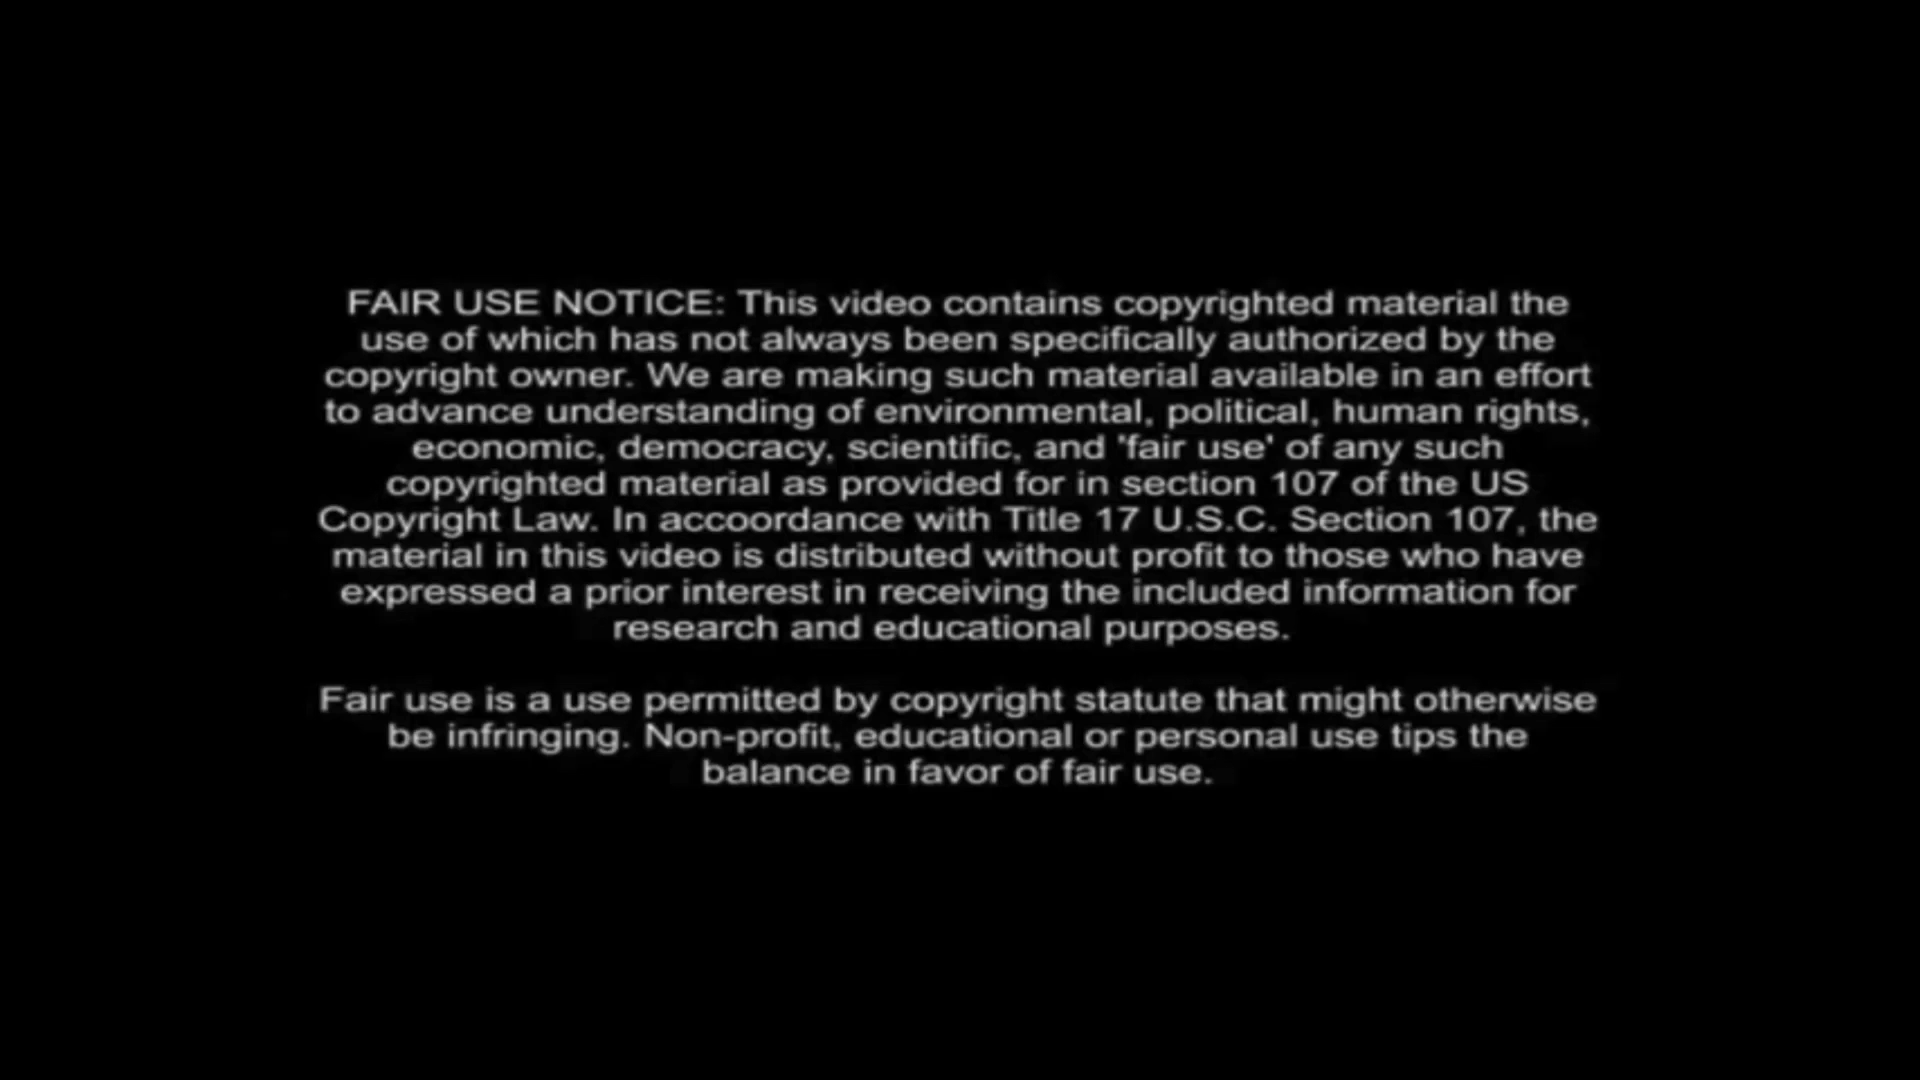 FAIR USE NOTICE: This video contains copyrighted material the
use of which has not always been specifically authorized by the
copyright owner. We are making such material available in an effort
to advance understanding of environmental, political, human rights,
economic, democracy, scientific, and 'fair use' of any such
copyrighted material as provided for in section 107 of the US
Copyright Law. In accoordance with Title 17 U.S.C. Section 107, the
material in this video is distributed without profit to those who have
expressed a prior interest in receiving the included information for
research and educational purposes.
Fair use is a use permitted by copyright statute that might otherwise
be infringing. Non-profit, educational or personal use tips the
balance in favor of fair use.